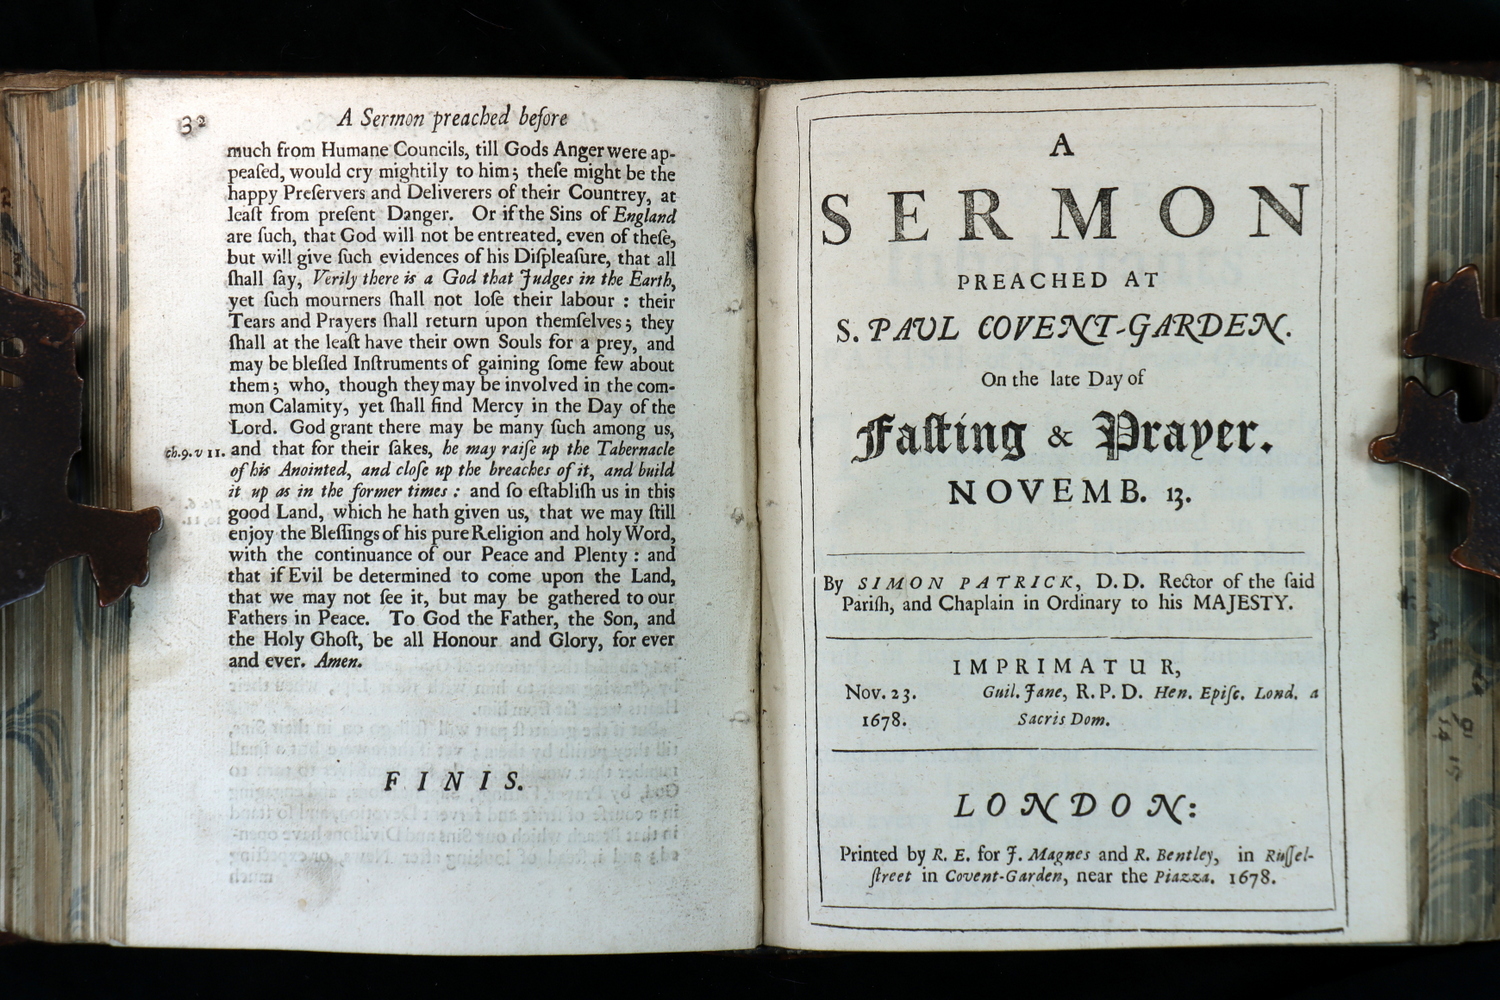 32
A Sermon preached before
much from Humane Councils, till Gods Anger were ap-
peaſed, would cry mightily to him; theſe might be the
happy Preſervers and Deliverers of their Countrey, at
leaſt from preſent Danger. Or if the Sins of England
are ſuch, that God will not be entreated, even of theſe,
but will give ſuch evidences of his Diſpleaſure, that all
ſhall ſay, Verily there is a God that Judges in the Earth,
yet ſuch mourners ſhall not loſe their labour : their
Tears and Prayers ſhall return upon themſelves; they
ſhall at the leaſt have their own Souls for a prey, and
may be bleſſed Inſtruments of gaining ſome few about
them; who, though they may be involved in the com-
mon Calamity, yet ſhall find Mercy in the Day of the
Lord. God grant there may be many ſuch among us,
ch.9.v 11. and that for their ſakes, he may raiſe up the Tabernacle
of his Anointed, and cloſe up the breaches of it, and build
it up as in the former times : and ſo eſtabliſh us in this
good Land, which he hath given us, that we may ſtill
enjoy the Bleſſings of his pure Religion and holy Word,
with the continuance of our Peace and Plenty : and
that if Evil be determined to come upon the Land,
that we may not ſee it, but may be gathered to our
Fathers in Peace. To God the Father, the Son, and
the Holy Ghoſt, be all Honour and Glory, for ever
and ever. Amen.
FINIS.
A
SERMON
PREACHED AT
S. PAUL COVENT-GARDEN.
On the late Day of
Faſting & Prayer.
NOVEMB. 13.
By SIMON PATRICK, D.D. Rector of the ſaid
Pariſh, and Chaplain in Ordinary to his MAJESTY.
IMPRIMATUR,
Nov. 23. Guil. Jane, R. P. D. Hen. Epiſc. Lond. a
1678. Sacris Dom.
LONDON:
Printed by R. E. for J. Magnes and R. Bentley, in Ruſſel-
ſtreet in Covent-Garden, near the Piazza. 1678.